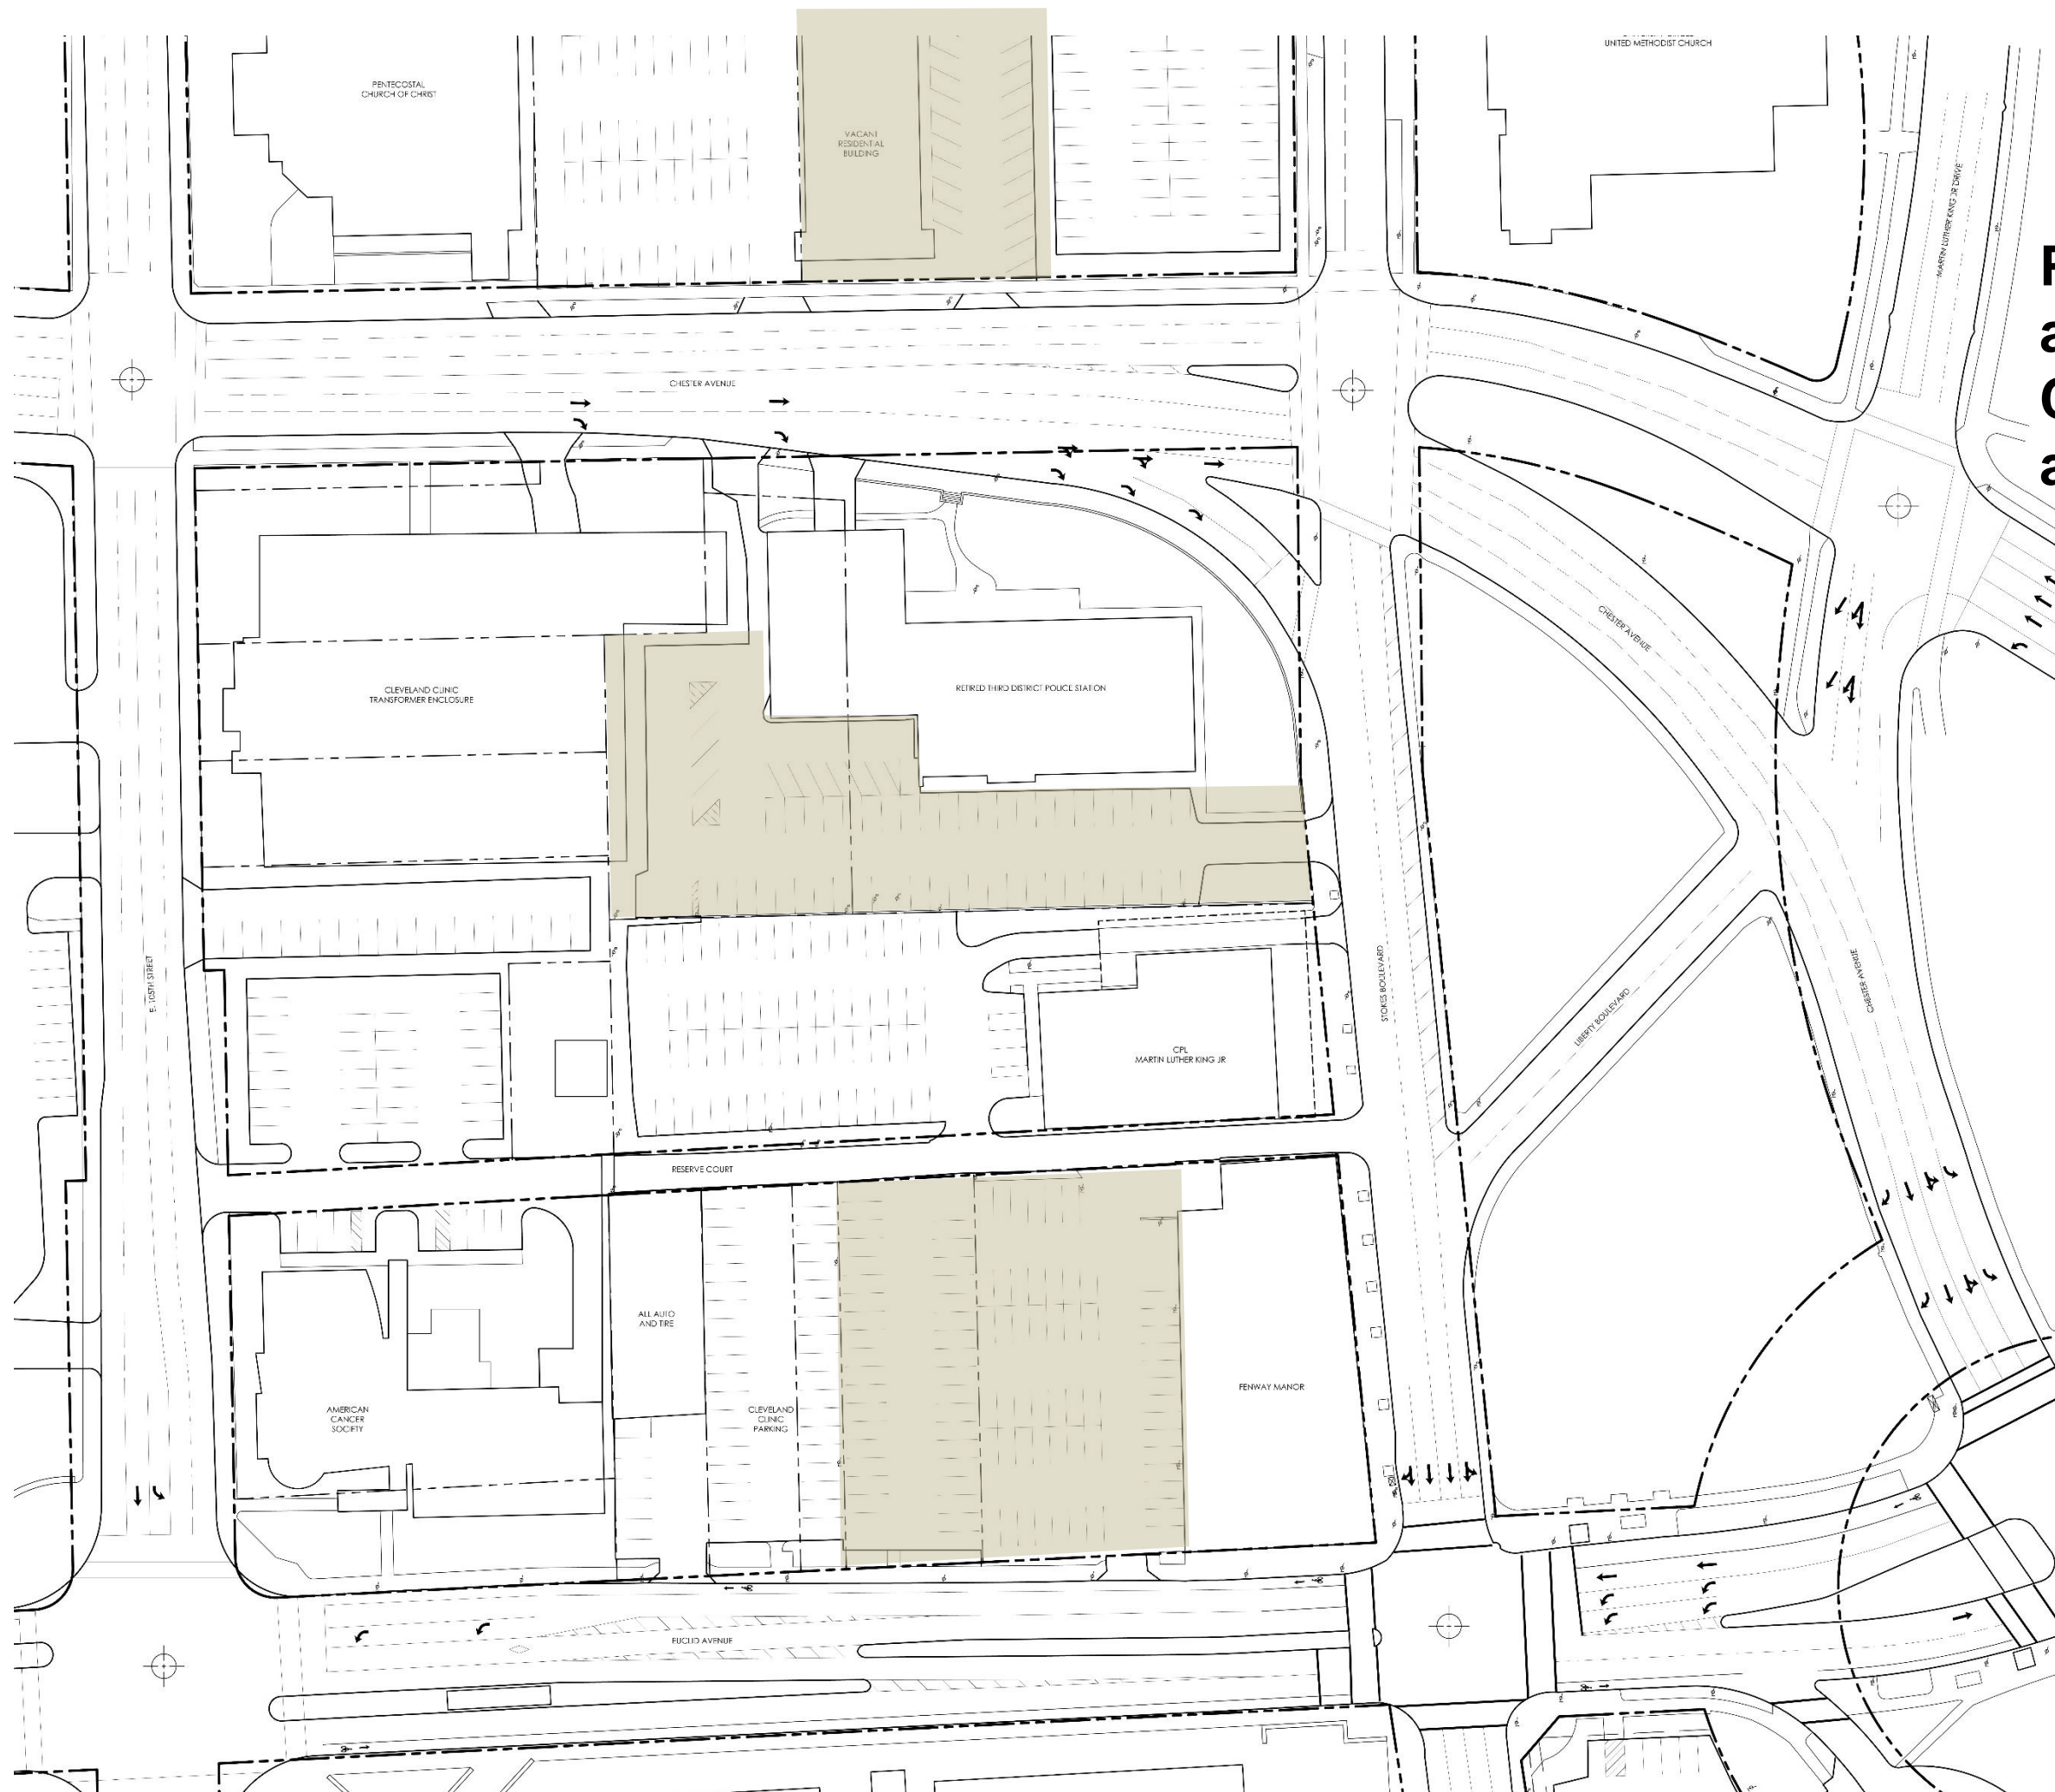 UNITED METHODIST CHURCH
PENTECOSTAL
CHURCH OF CHRIST
VACANT
RESIDENTIAL
BUILDING
MARTIN LUTHER KING JR DRIVE
CHESTER AVENUE
CHESTER AVENUE
CLEVELAND CLINIC
TRANSFORMER ENCLOSURE
RETIRED THIRD DISTRICT POLICE STATION
E. 105TH STREET
STOKES BOULEVARD
CHESTER AVENUE
LIBERTY BOULEVARD
CPL
MARTIN LUTHER KING JR
RESERVE COURT
ALL AUTO
AND TIRE
AMERICAN
CANCER
SOCIETY
CLEVELAND
CLINIC
PARKING
FENWAY MANOR
EUCLID AVENUE